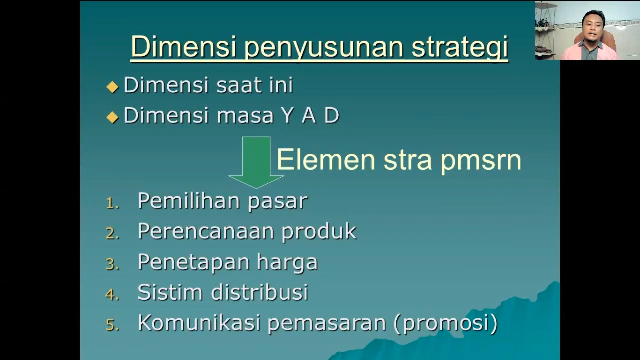 Dimensi penyusunan strategi
Dimensi saat ini
Dimensi masa Y A D
Elemen stra pmsrn
1. Pemilihan pasar
2. Perencanaan produk
3. Penetapan harga
4. Sistim distribusi
5. Komunikasi pemasaran (promosi)